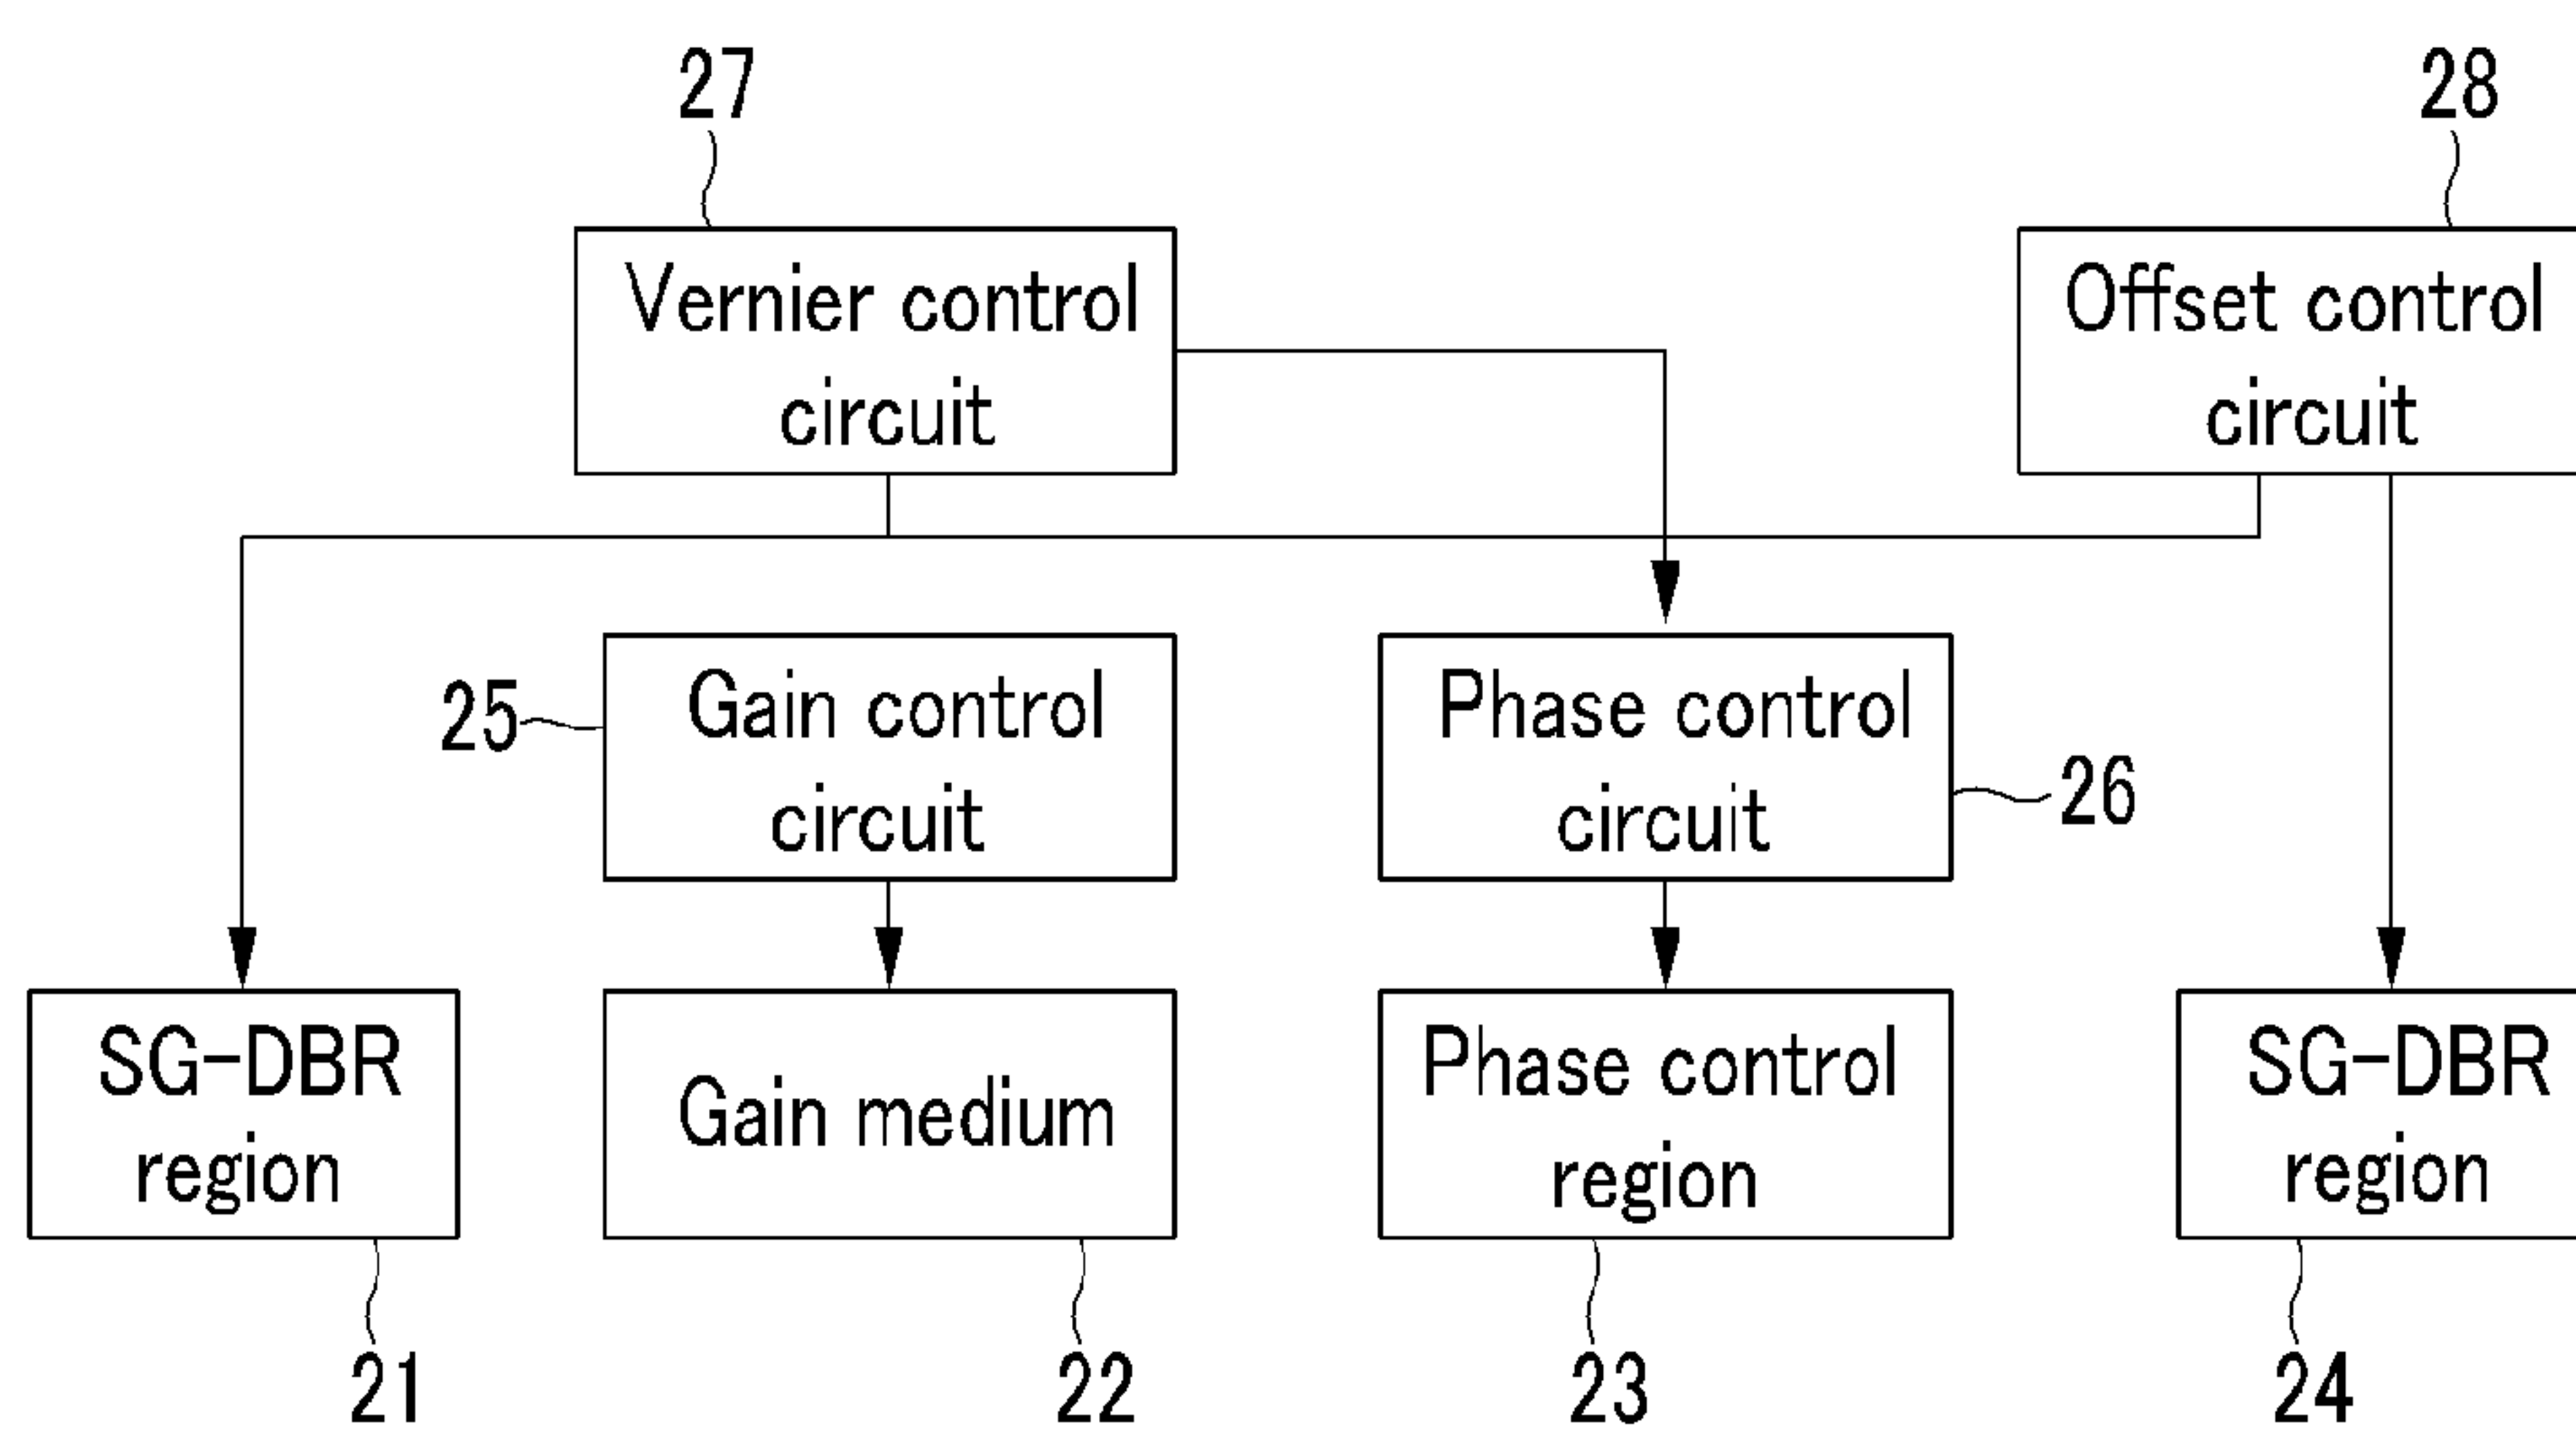 27
28
Vernier control
circuit
Offset control
circuit
25
Gain control
circuit
Phase control
circuit
26
SG-DBR
region
Gain medium
Phase control
region
SG-DBR
region
21
22
23
24